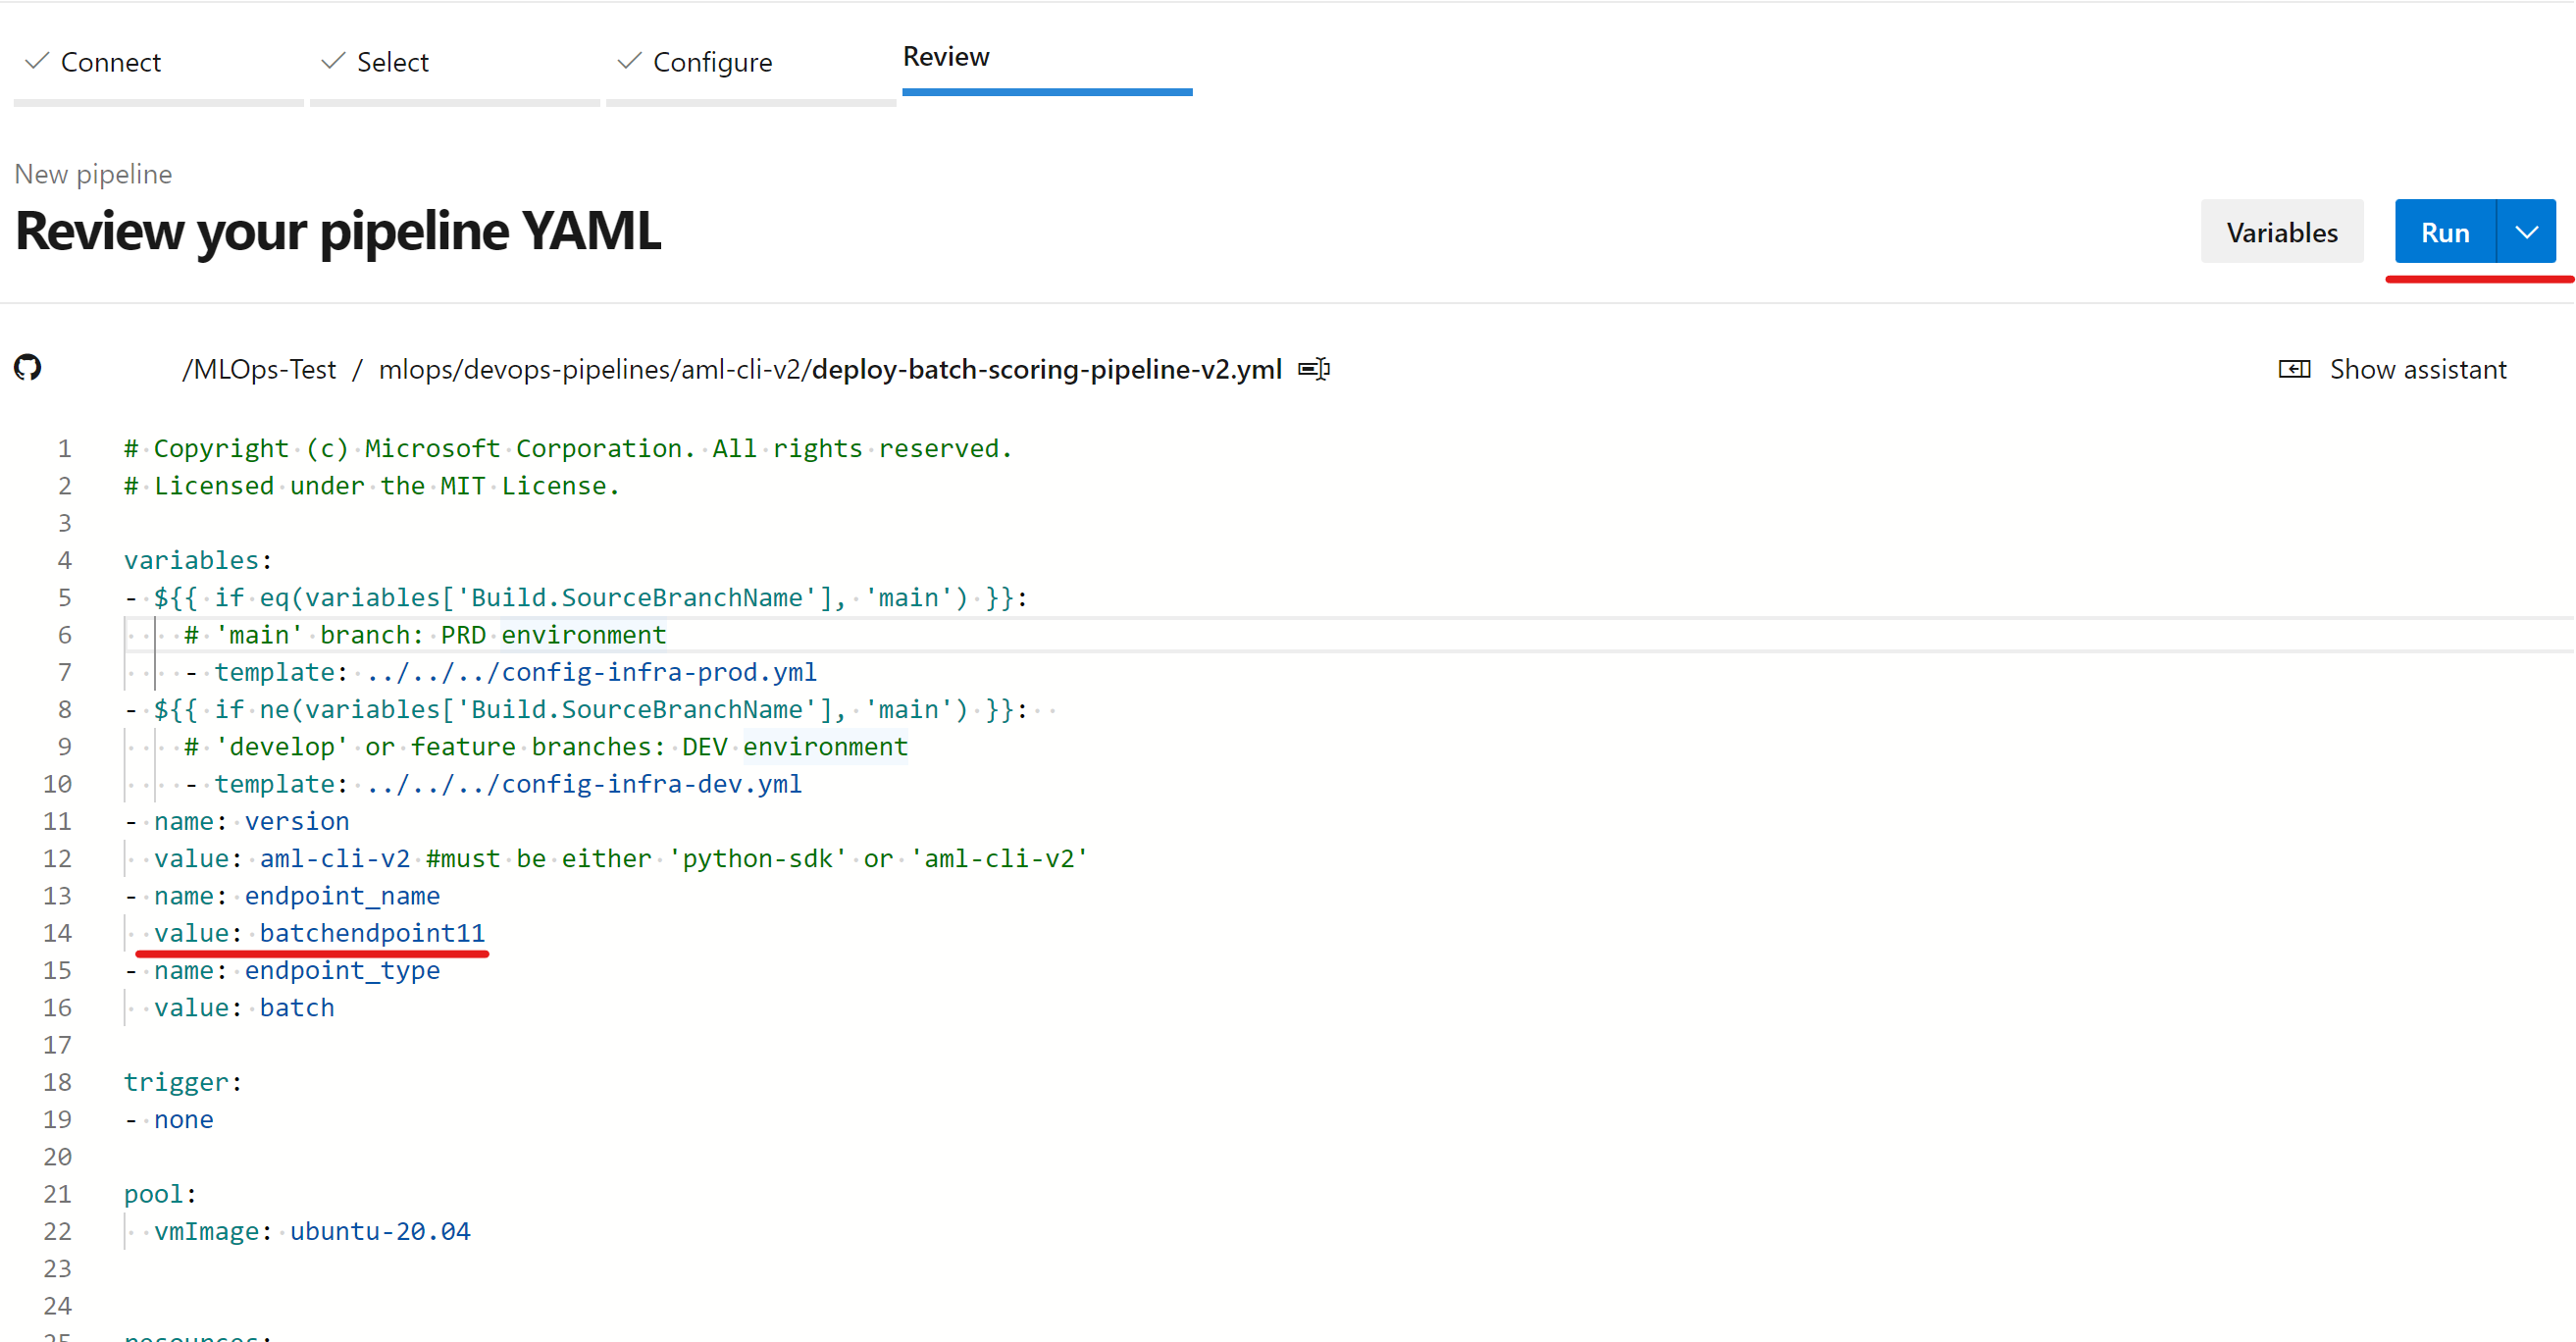 Connect
Select
Configure
Review
New pipeline
Review your pipeline YAML
Variables
Run
/MLOps-Test / mlops/devops-pipelines/aml-cli-v2/deploy-batch-scoring-pipeline-v2.yml
Show assistant
1 # Copyright (c) Microsoft Corporation. All rights reserved.
2 # Licensed under the MIT License.
3
4 variables:
5 - ${{ if eq(variables['Build.SourceBranchName'], 'main') }}:
6     # 'main' branch: PRD environment
7     - template: ../../../config-infra-prod.yml
8 - ${{ if ne(variables['Build.SourceBranchName'], 'main') }}:
9     # 'develop' or feature branches: DEV environment
10     - template: ../../../config-infra-dev.yml
11 - name: version
12   value: aml-cli-v2 #must be either 'python-sdk' or 'aml-cli-v2'
13 - name: endpoint_name
14   value: batchendpoint11
15 - name: endpoint_type
16   value: batch
17
18 trigger:
19 - none
20
21 pool:
22   vmImage: ubuntu-20.04
23
24
25 resources: